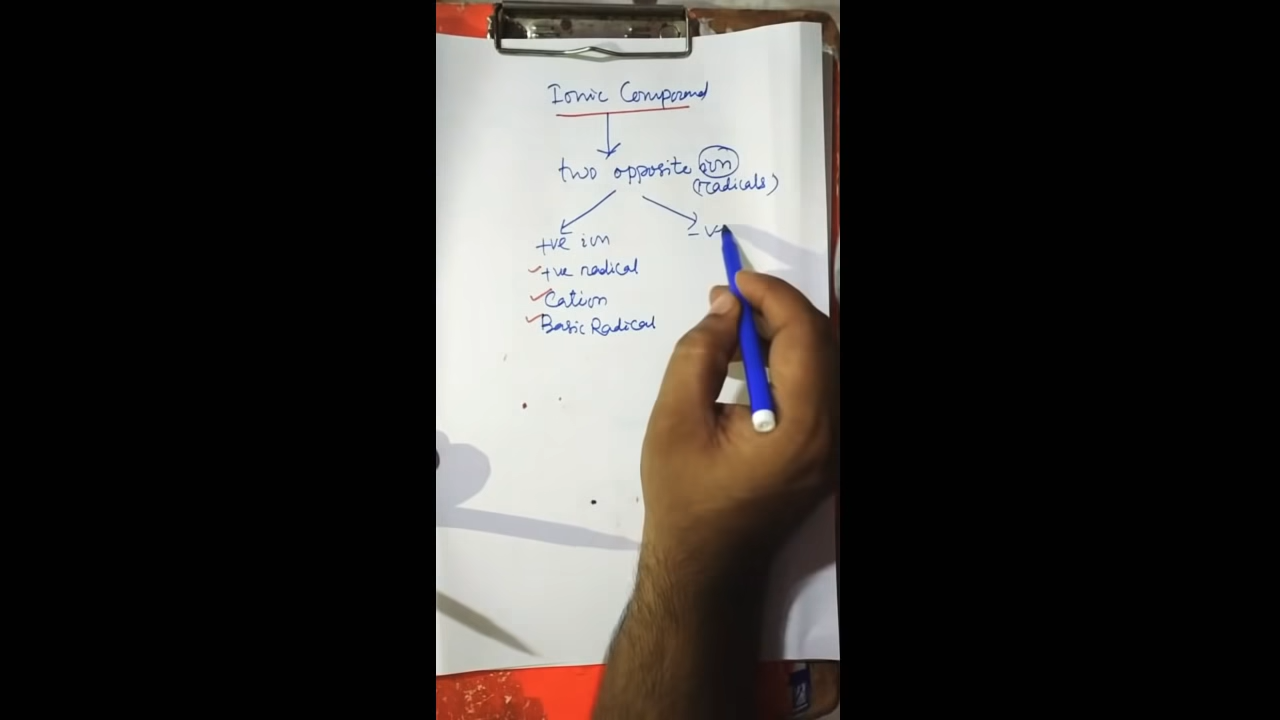 Ionic Compound
two opposite ion
(radicals)
+ve ion
-v
+ve radical
Cation
Basic Radical